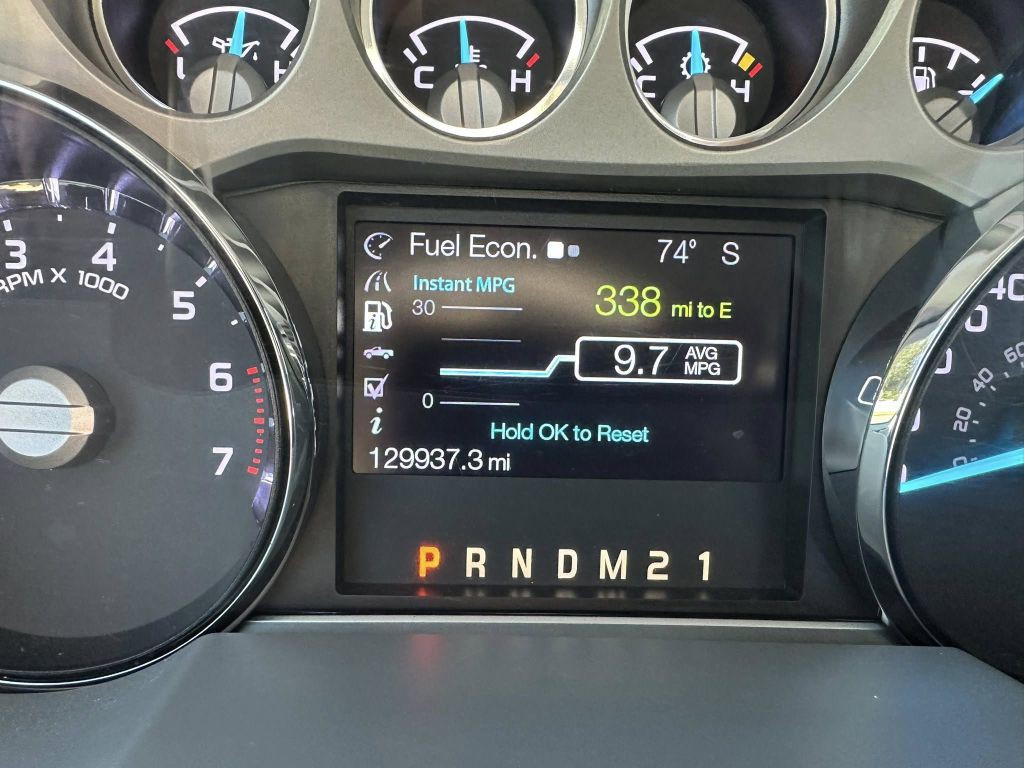 L H
C H
C H
3 4 5 6 7
RPM X 1000
Fuel Econ. 74° S
Instant MPG
30
338 mi to E
9.7 AVG MPG
0
Hold OK to Reset
129937.3 mi
P R N D M 2 1
0 20 40 60